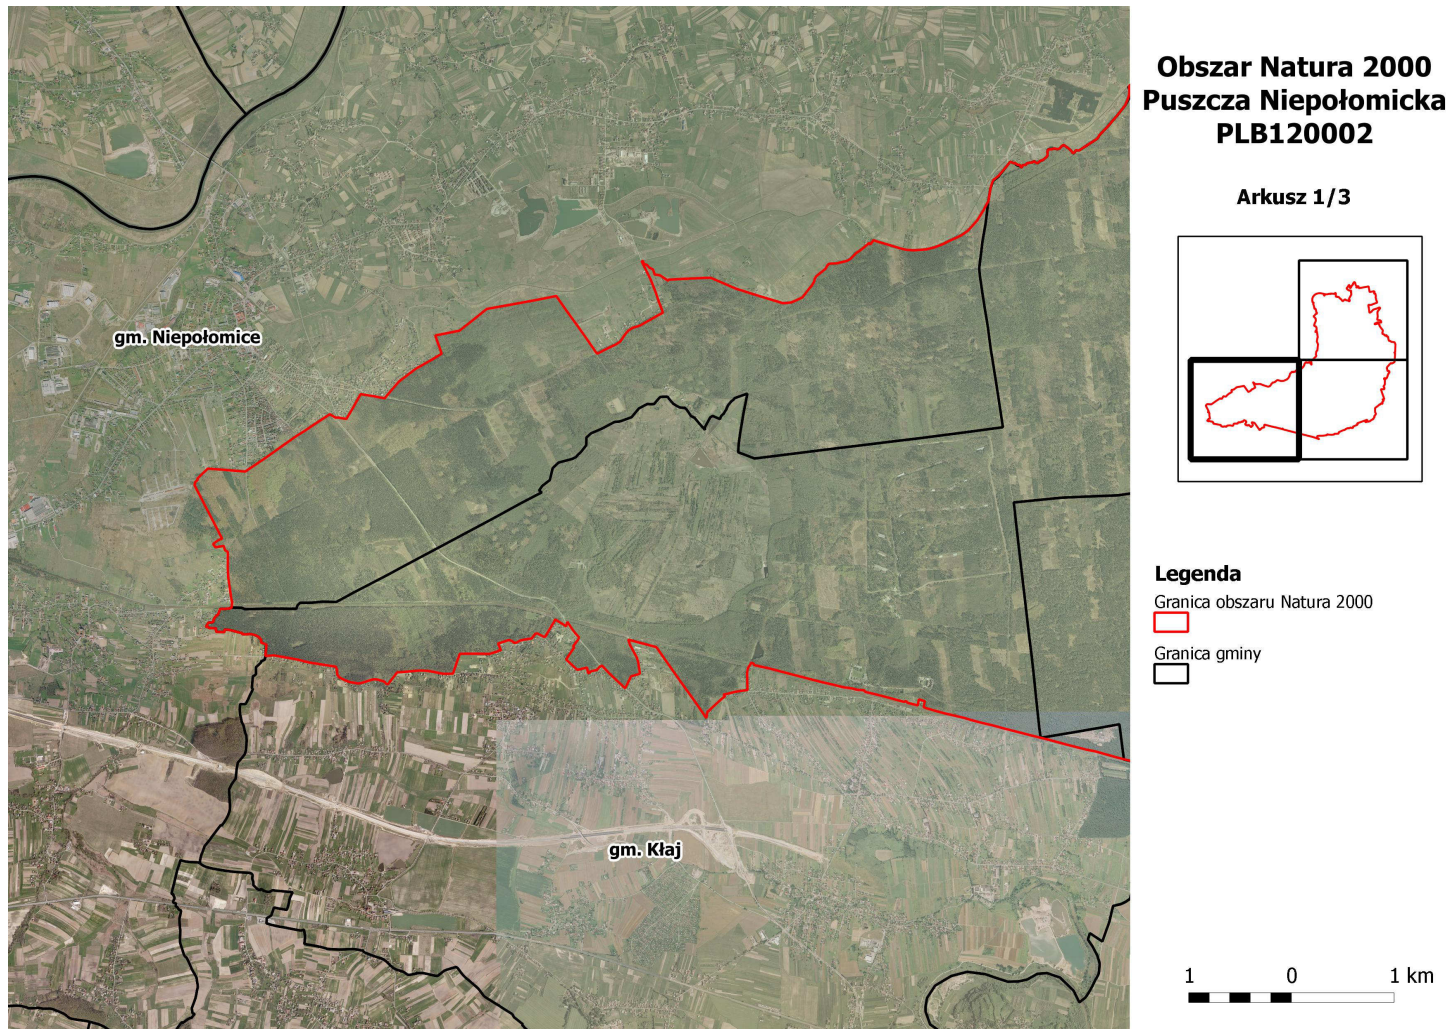 Obszar Natura 2000
Puszcza Niepołomicka
PLB120002
Arkusz 1/3
gm. Niepołomice
gm. Kłaj
Legenda
Granica obszaru Natura 2000
Granica gminy
1 0 1 km